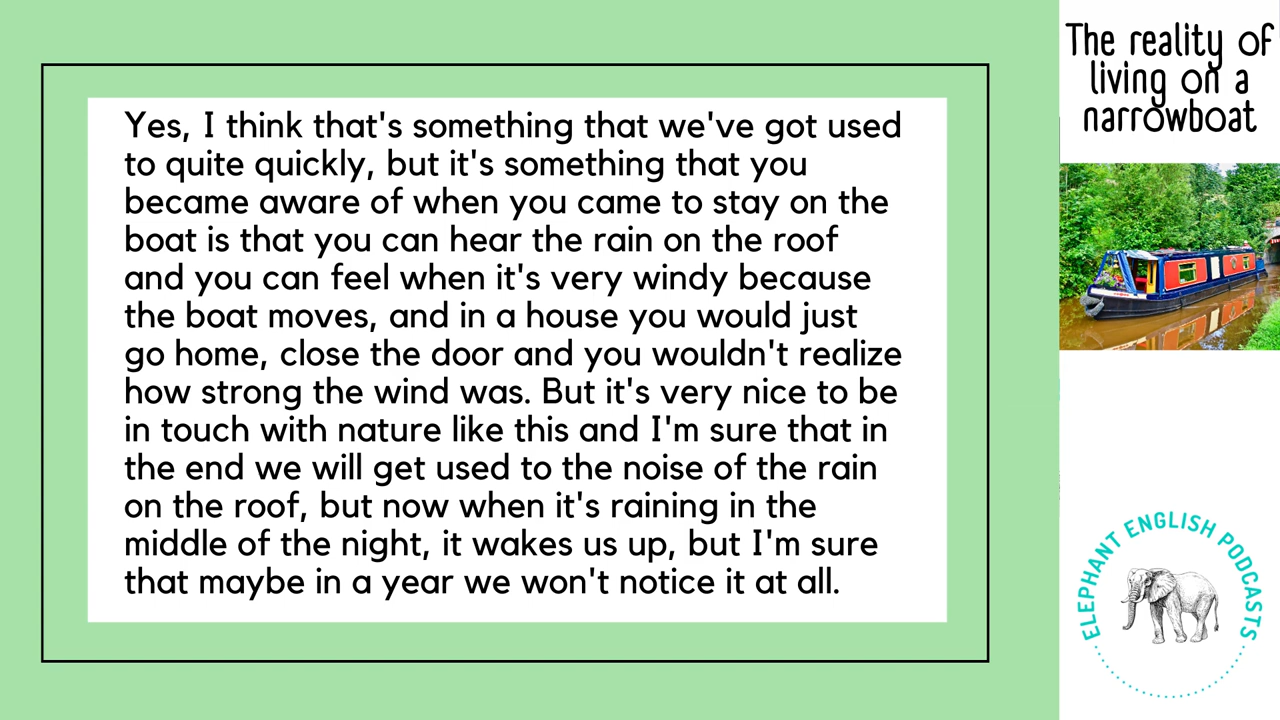 Yes, I think that's something that we've got used
to quite quickly, but it's something that you
became aware of when you came to stay on the
boat is that you can hear the rain on the roof
and you can feel when it's very windy because
the boat moves, and in a house you would just
go home, close the door and you wouldn't realize
how strong the wind was. But it's very nice to be
in touch with nature like this and I'm sure that in
the end we will get used to the noise of the rain
on the roof, but now when it's raining in the
middle of the night, it wakes us up, but I'm sure
that maybe in a year we won't notice it at all.
The reality of
living on a
narrowboat
ELEPHANT ENGLISH PODCASTS